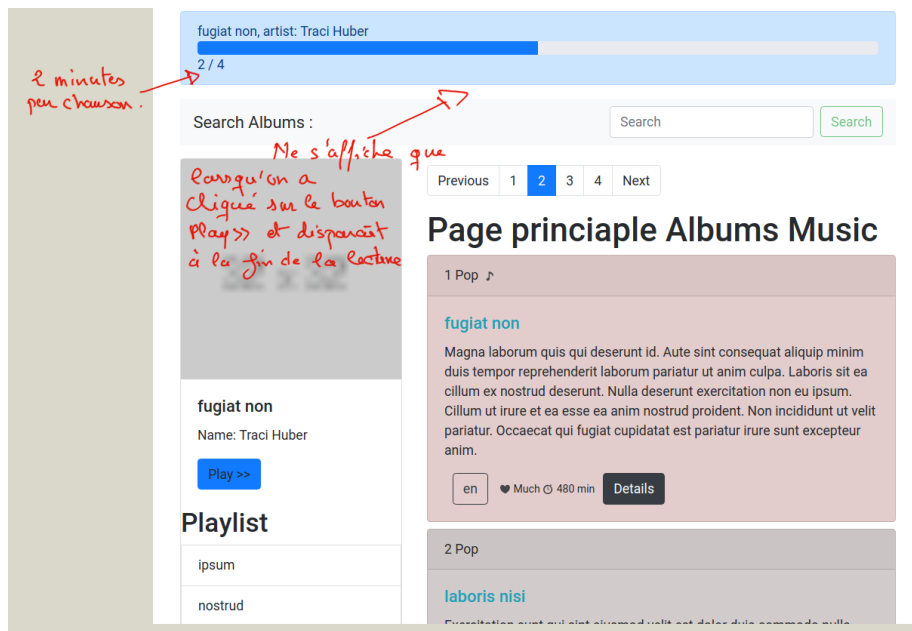 fugiat non, artist: Traci Huber
2 / 4
2 minutes
par chanson.
Search Albums :
Search
Search
Ne s'affiche que
lorsqu'on a
cliqué sur le bouton
Play>> et disparaît
à la fin de la lecture
fugiat non
Name: Traci Huber
Play >>
Playlist
ipsum
nostrud
Previous 1 2 3 4 Next
Page princiaple Albums Music
1 Pop ♪
fugiat non
Magna laborum quis qui deserunt id. Aute sint consequat aliquip minim
duis tempor reprehenderit laborum pariatur ut anim culpa. Laboris sit ea
cillum ex nostrud deserunt. Nulla deserunt exercitation non eu ipsum.
Cillum ut irure et ea esse ea anim nostrud proident. Non incididunt ut velit
pariatur. Occaecat qui fugiat cupidatat est pariatur irure sunt excepteur
anim.
en Much 480 min Details
2 Pop
laboris nisi